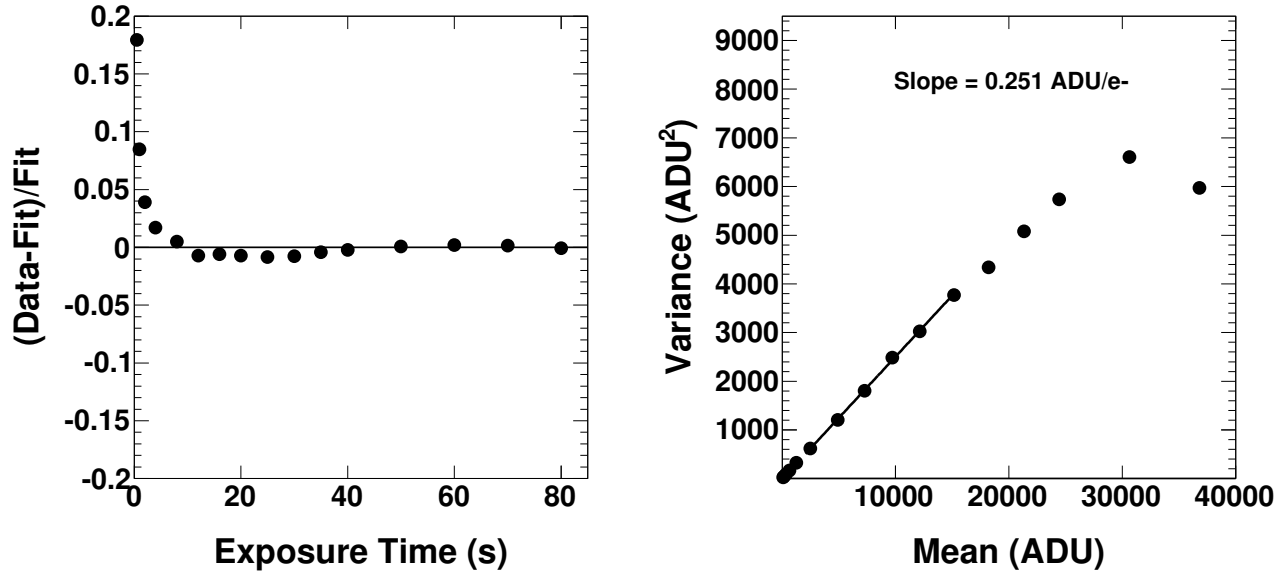 (Data-Fit)/Fit
0.2
0.15
0.1
0.05
0
-0.05
-0.1
-0.15
-0.2
0 20 40 60 80
Exposure Time (s)
Variance (ADU²)
9000
8000
7000
6000
5000
4000
3000
2000
1000
Slope = 0.251 ADU/e-
10000 20000 30000 40000
Mean (ADU)